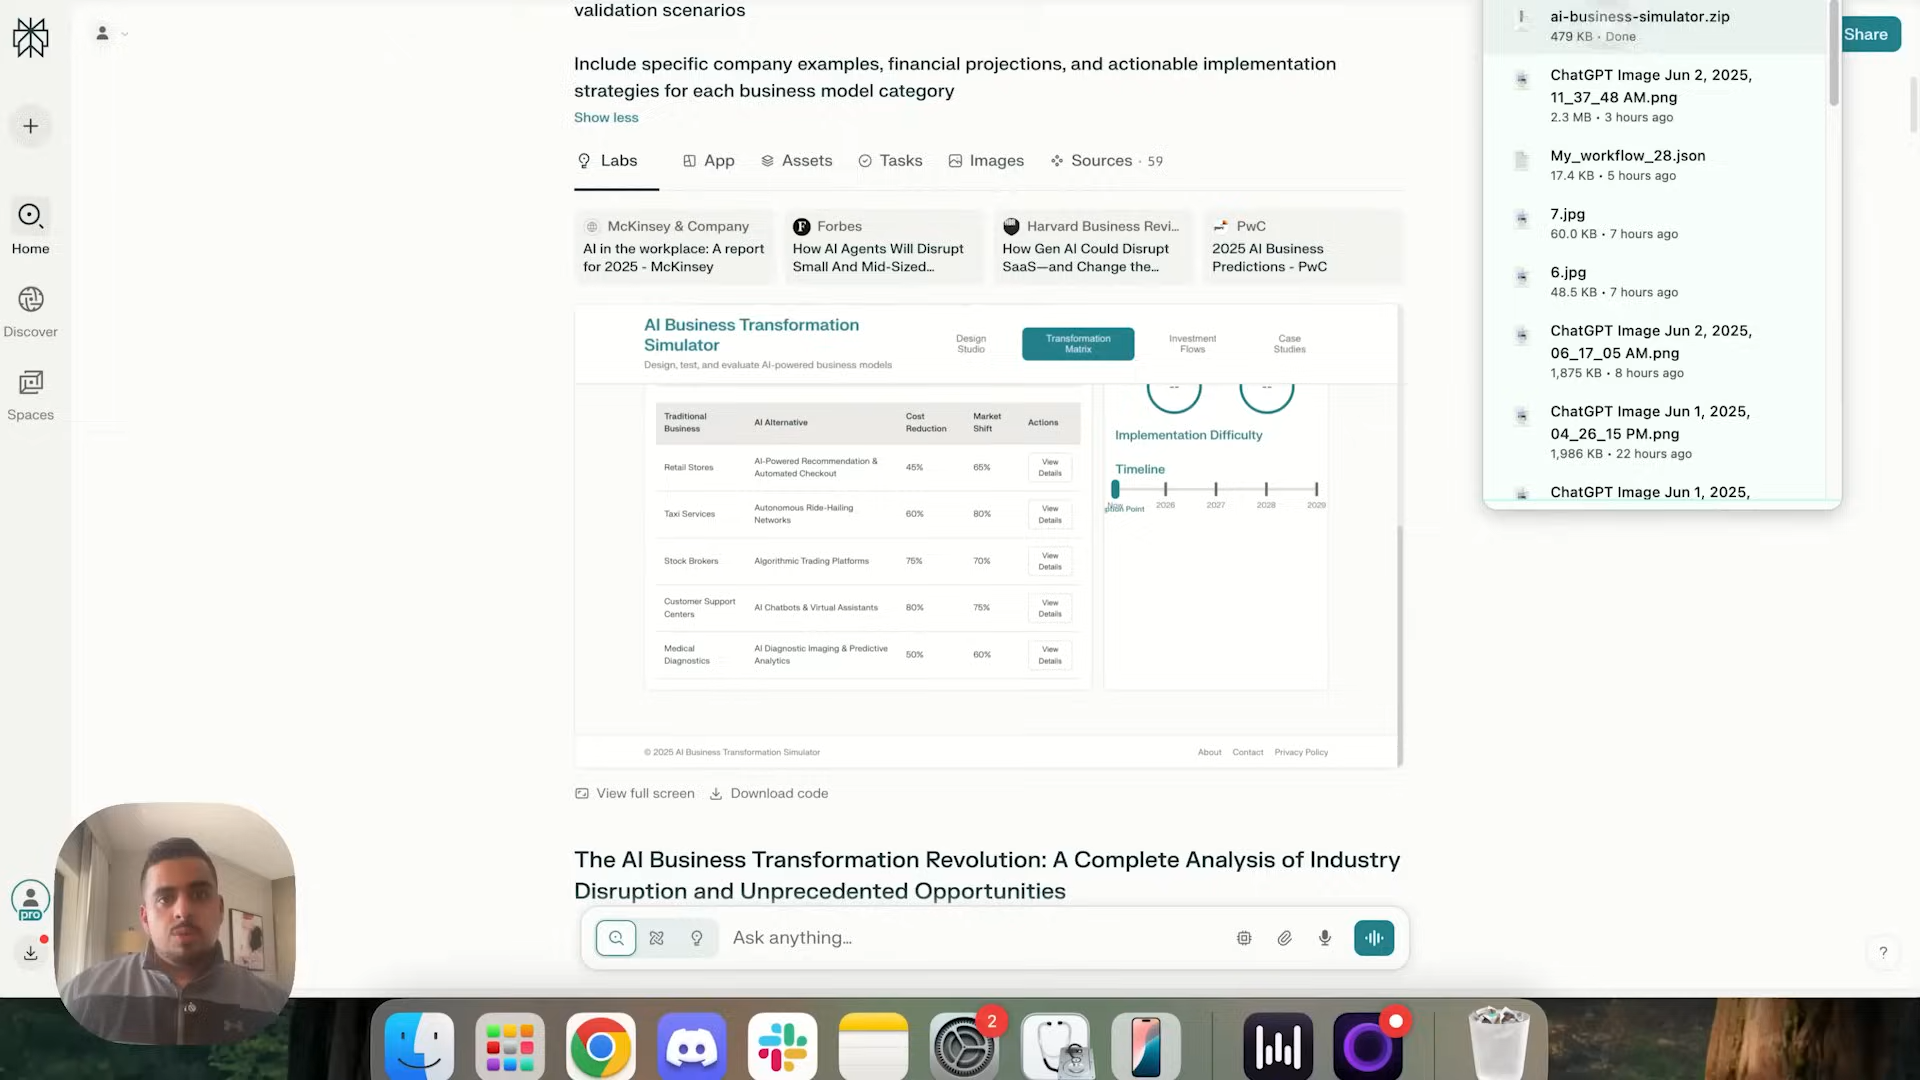 validation scenarios
Include specific company examples, financial projections, and actionable implementation
strategies for each business model category
Show less
Labs
App
Assets
Tasks
Images
Sources · 59
McKinsey & Company
AI in the workplace: A report
for 2025 - McKinsey
Forbes
How AI Agents Will Disrupt
Small And Mid-Sized...
Harvard Business Revi...
How Gen AI Could Disrupt
SaaS—and Change the...
PwC
2025 AI Business
Predictions - PwC
AI Business Transformation
Simulator
Design, test, and evaluate AI-powered business models
Design
Studio
Transformation
Matrix
Investment
Flows
Case
Studies
Traditional
Business
AI Alternative
Cost
Reduction
Market
Shift
Actions
Retail Stores
AI-Powered Recommendation &
Automated Checkout
45%
65%
View
Details
Taxi Services
Autonomous Ride-Hailing
Networks
60%
80%
View
Details
Stock Brokers
Algorithmic Trading Platforms
75%
70%
View
Details
Customer Support
Centers
AI Chatbots & Virtual Assistants
80%
75%
View
Details
Medical
Diagnostics
AI Diagnostic Imaging & Predictive
Analytics
50%
60%
View
Details
--
--
Implementation Difficulty
Timeline
2026
2027
2028
2029
Point
© 2025 AI Business Transformation Simulator
About
Contact
Privacy Policy
View full screen
Download code
The AI Business Transformation Revolution: A Complete Analysis of Industry
Disruption and Unprecedented Opportunities
Ask anything...
Home
Discover
Spaces
pro
Share
ai-business-simulator.zip
479 KB • Done
ChatGPT Image Jun 2, 2025,
11_37_48 AM.png
2.3 MB • 3 hours ago
My_workflow_28.json
17.4 KB • 5 hours ago
7.jpg
60.0 KB • 7 hours ago
6.jpg
48.5 KB • 7 hours ago
ChatGPT Image Jun 2, 2025,
06_17_05 AM.png
1,875 KB • 8 hours ago
ChatGPT Image Jun 1, 2025,
04_26_15 PM.png
1,986 KB • 22 hours ago
ChatGPT Image Jun 1, 2025,
?
2